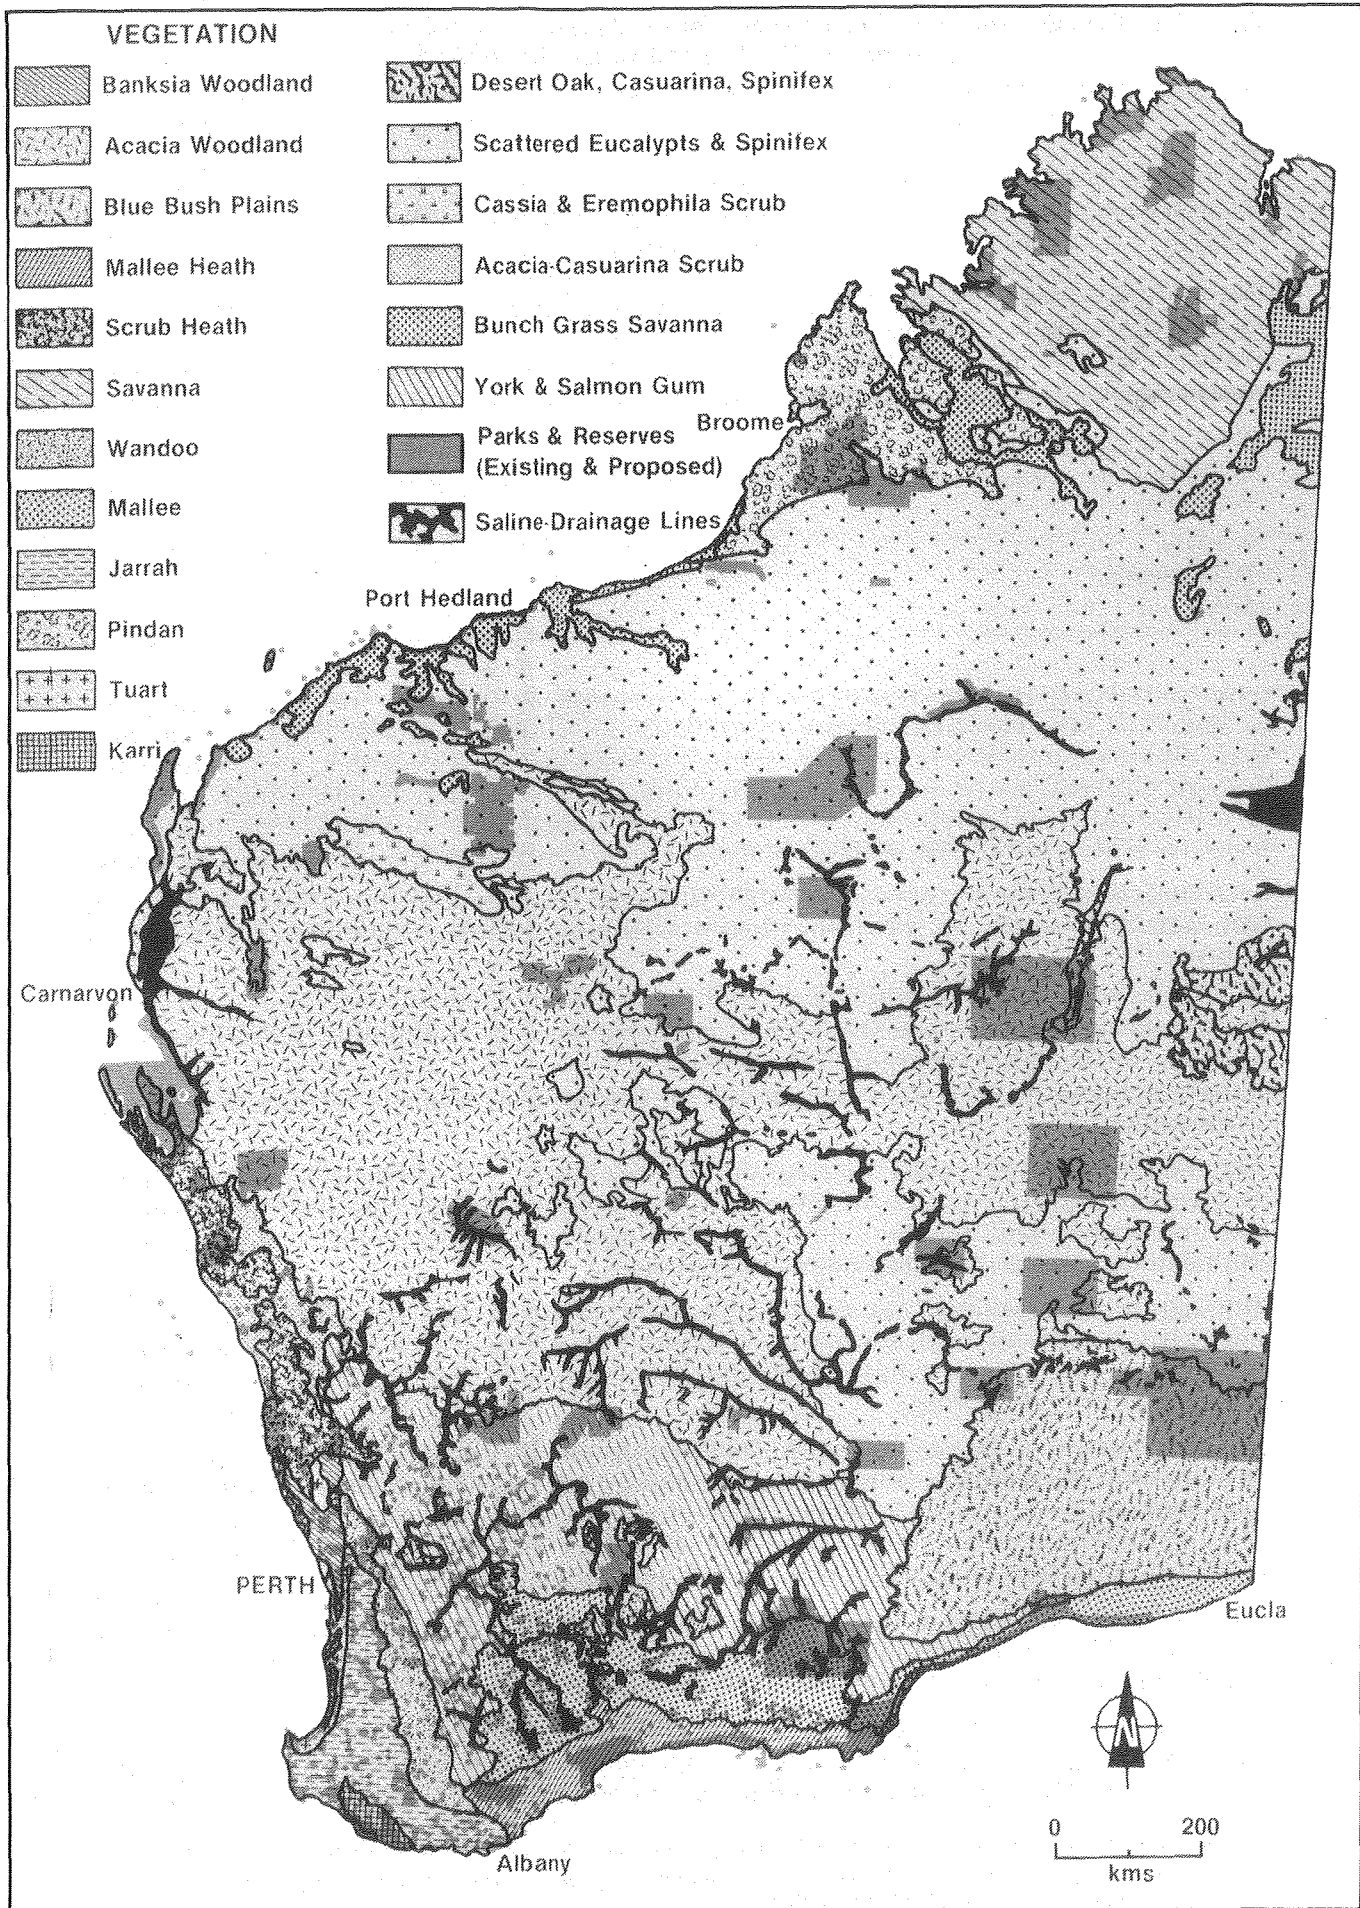 VEGETATION
Banksia Woodland
Acacia Woodland
Blue Bush Plains
Mallee Heath
Scrub Heath
Savanna
Wandoo
Mallee
Jarrah
Pindan
Tuart
Karri
Desert Oak, Casuarina, Spinifex
Scattered Eucalypts & Spinifex
Cassia & Eremophila Scrub
Acacia-Casuarina Scrub
Bunch Grass Savanna
York & Salmon Gum
Parks & Reserves
(Existing & Proposed)
Saline-Drainage Lines
Broome
Port Hedland
Carnarvon
PERTH
Eucla
Albany
N
0 200
kms